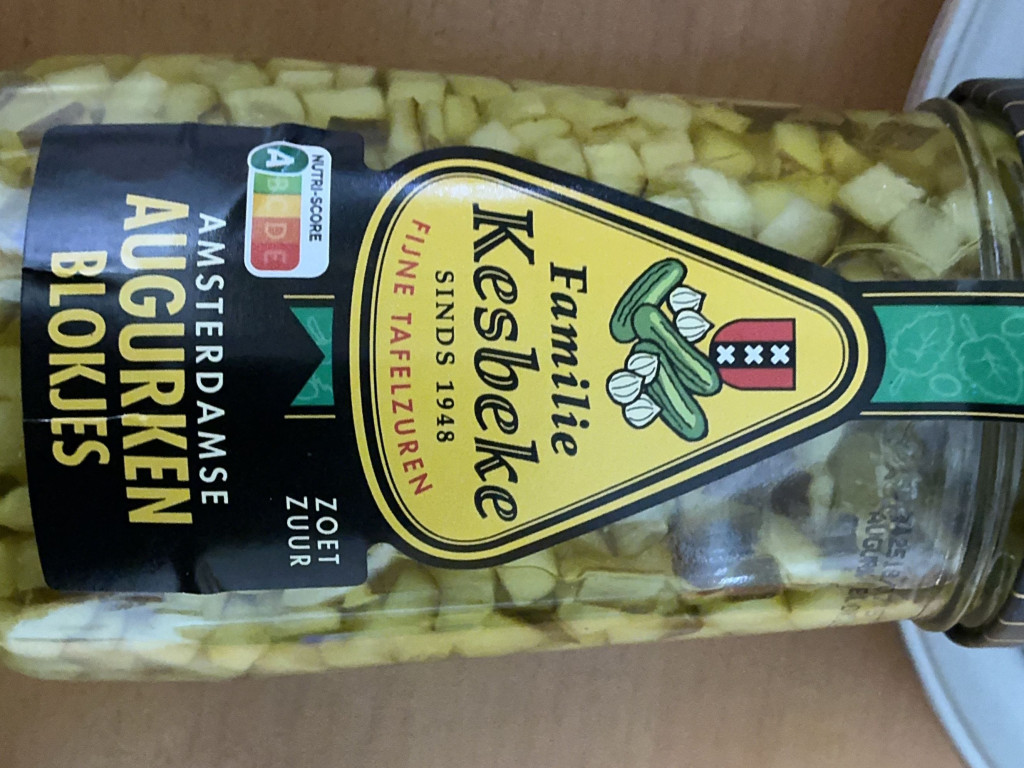 Familie
Kesbeke
SINDS 1948
FIJNE TAFELZUREN
ZOET
ZUUR
NUTRI-SCORE
A B C D E
AMSTERDAMSE
AUGURKEN
BLOKJES